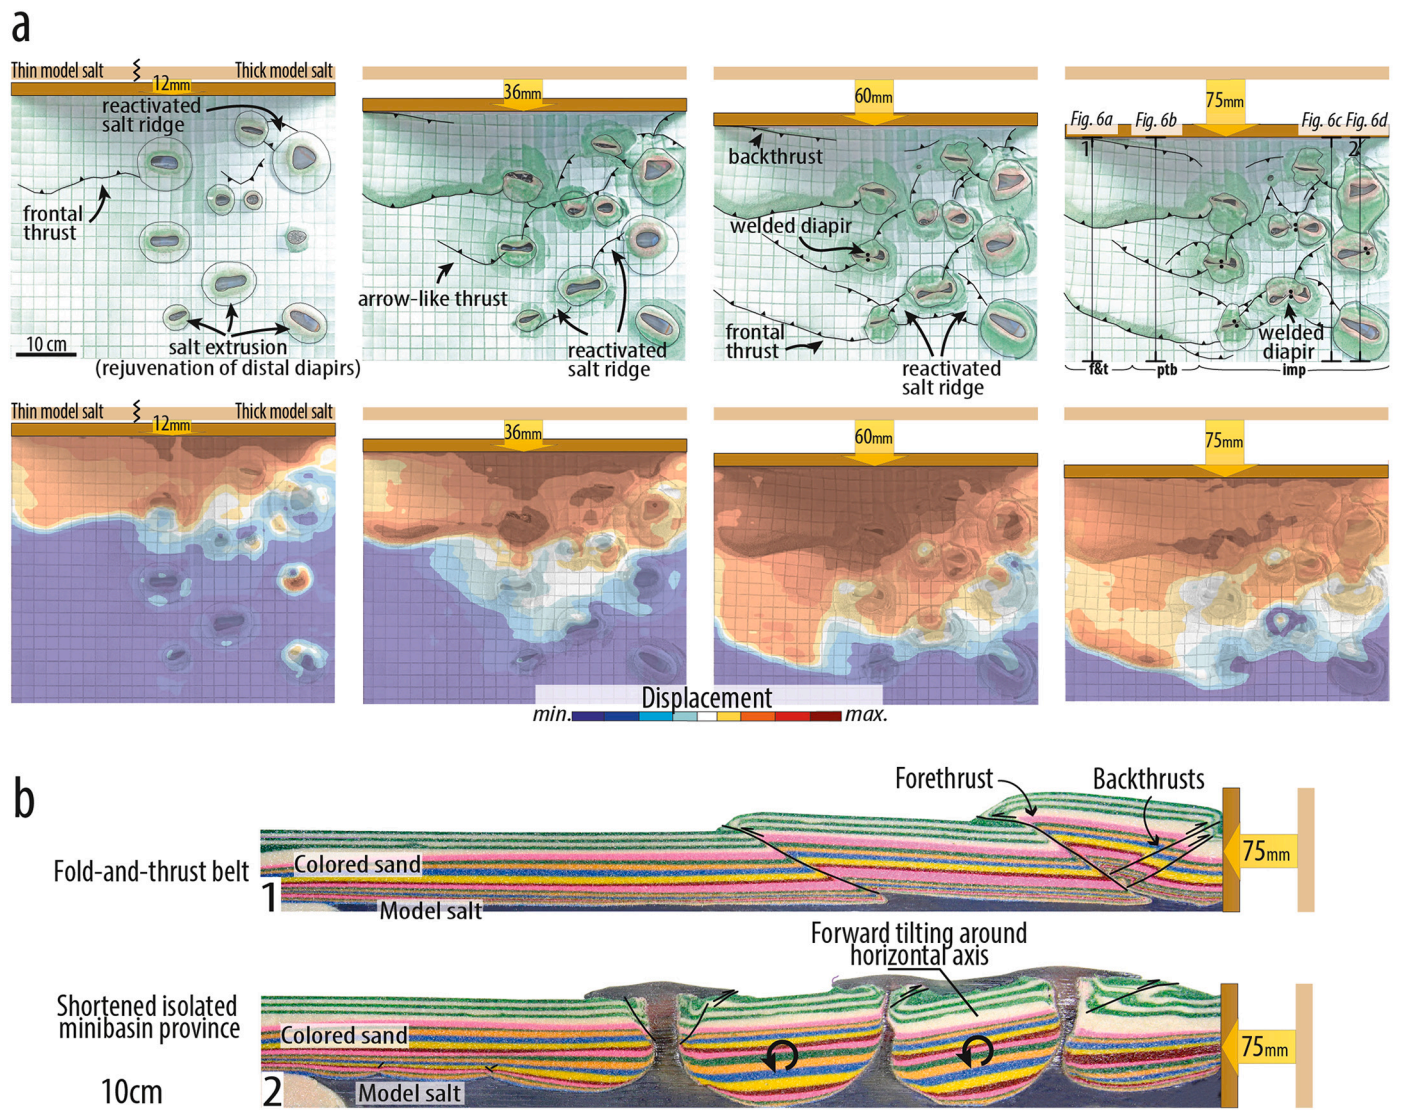 a
Thin model salt
Thick model salt
12mm
36mm
60mm
75mm
reactivated
salt ridge
frontal
thrust
10 cm
salt extrusion
(rejuvenation of distal diapirs)
arrow-like thrust
reactivated
salt ridge
backthrust
welded diapir
frontal
thrust
reactivated
salt ridge
Fig. 6a
Fig. 6b
Fig. 6c
Fig. 6d
1
2
welded
diapir
f&t
ptb
imp
Thin model salt
Thick model salt
12mm
36mm
60mm
75mm
Displacement
min.
max.
b
Forethrust
Backthrusts
Fold-and-thrust belt
Colored sand
1
Model salt
75mm
Forward tilting around
horizontal axis
Shortened isolated
minibasin province
Colored sand
10cm
2
Model salt
75mm